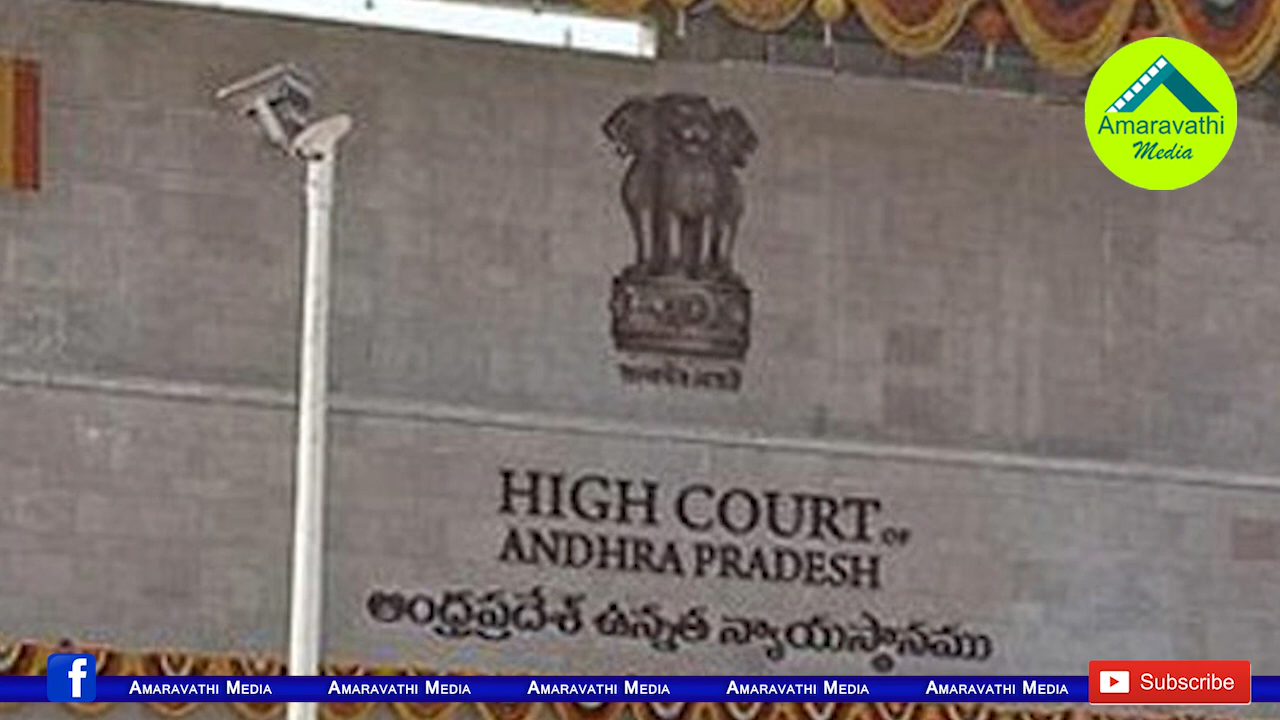 Amaravathi
Media
HIGH COURT OF
ANDHRA PRADESH
ఆంధ్రప్రదేశ్ ఉన్నత న్యాయస్థానము
f
AMARAVATHI MEDIA AMARAVATHI MEDIA AMARAVATHI MEDIA AMARAVATHI MEDIA AMARAVATHI MEDIA
Subscribe